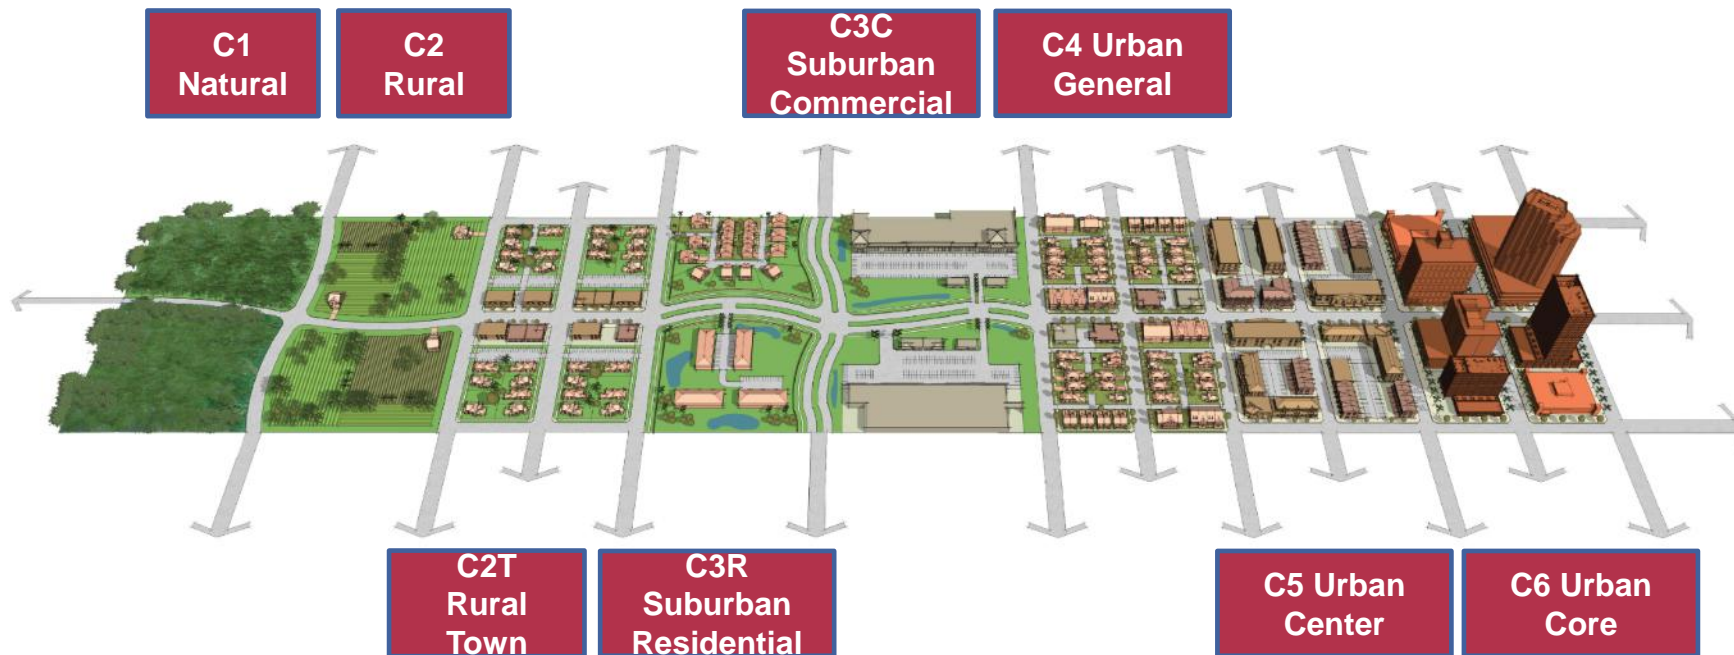 C1
Natural
C2
Rural
C3C
Suburban
Commercial
C4 Urban
General
C2T
Rural
Town
C3R
Suburban
Residential
C5 Urban
Center
C6 Urban
Core